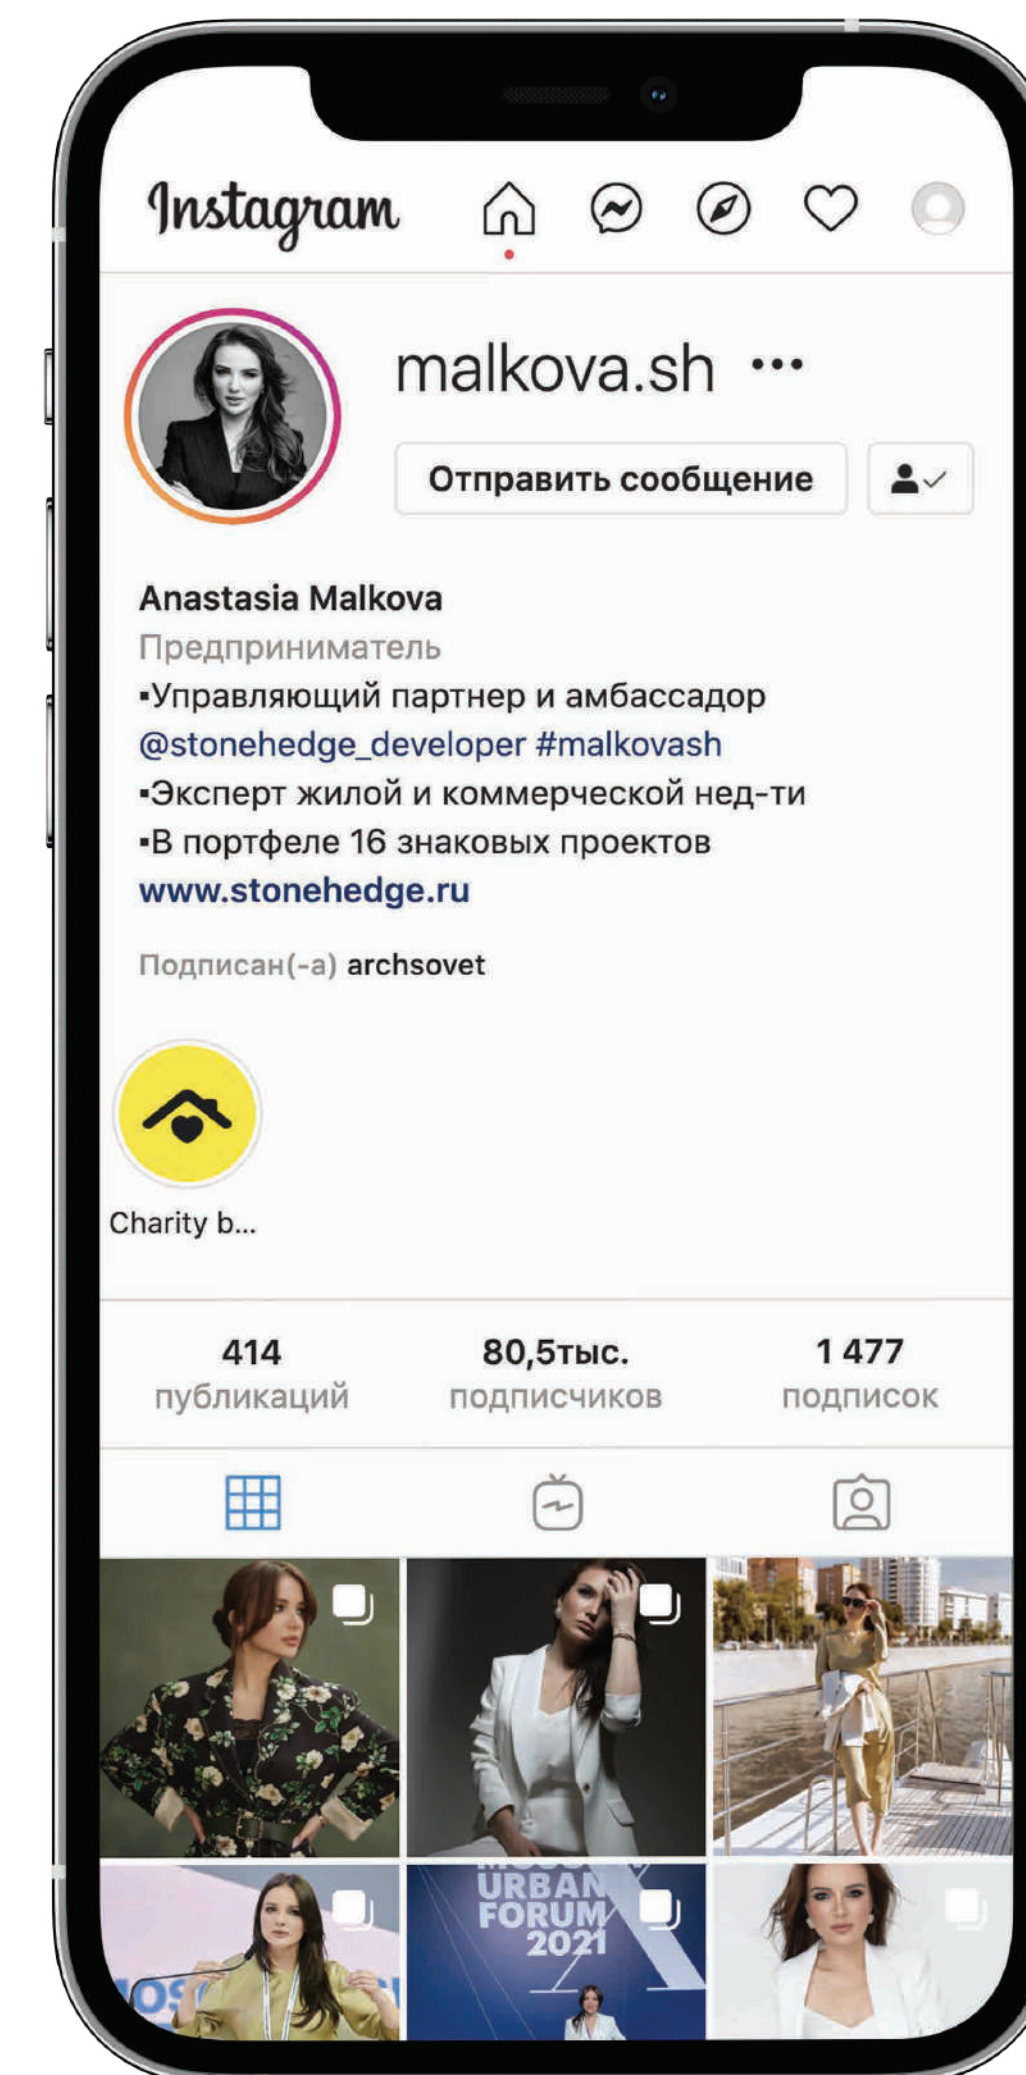 Instagram
malkova.sh
Отправить сообщение
Anastasia Malkova
Предприниматель
▪Управляющий партнер и амбассадор
@stonehedge_developer #malkovash
▪Эксперт жилой и коммерческой нед-ти
▪В портфеле 16 знаковых проектов
www.stonehedge.ru
Подписан(-а) archsovet
Charity b...
414 80,5тыс. 1 477
публикаций подписчиков подписок
URBAN
FORUM
2021